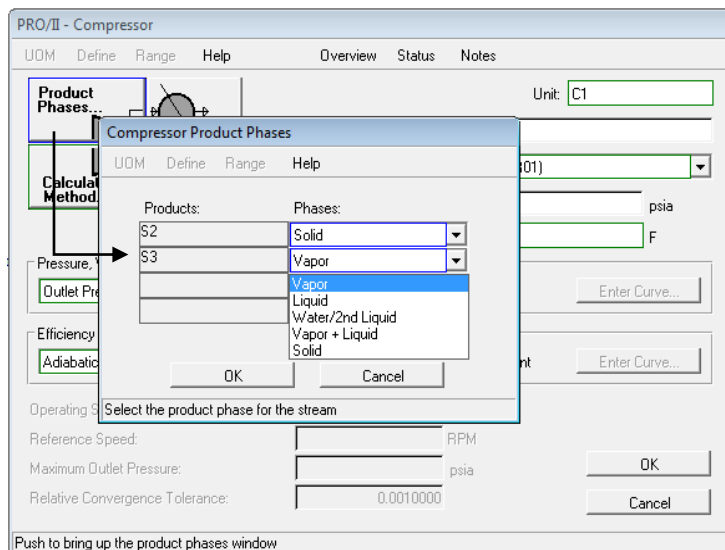 PRO/II - Compressor
UOM Define Range Help Overview Status Notes
Product Phases...
Unit: C1
Compressor Product Phases
UOM Define Range Help
Method.
psia
F
Products: Phases:
S2 Solid
S3 Vapor
Vapor
Liquid
Water/2nd Liquid
Vapor + Liquid
Solid
OK Cancel
Select the product phase for the stream
Pressure,
Outlet
Enter Curve...
Efficiency
Adiabatic
Enter Curve...
Operating
Reference Speed: RPM
Maximum Outlet Pressure: psia
Relative Convergence Tolerance: 0.0010000
OK
Cancel
Push to bring up the product phases window